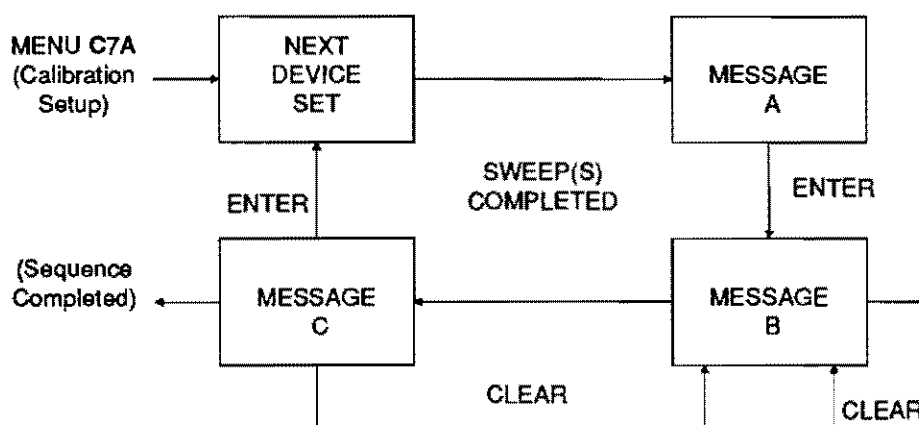 MENU C7A
(Calibration
Setup)
NEXT
DEVICE
SET
MESSAGE
A
ENTER
SWEEP(S)
COMPLETED
ENTER
(Sequence
Completed)
MESSAGE
C
MESSAGE
B
CLEAR
CLEAR